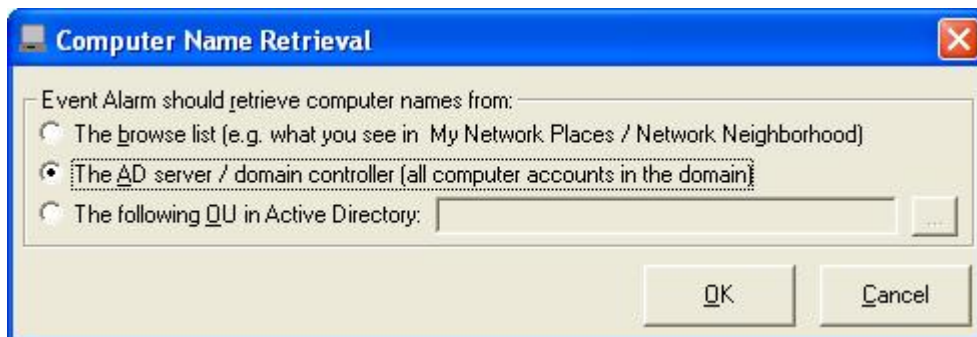 Computer Name Retrieval
Event Alarm should retrieve computer names from:
The browse list (e.g. what you see in My Network Places / Network Neighborhood)
The AD server / domain controller (all computer accounts in the domain)
The following OU in Active Directory:
...
OK Cancel